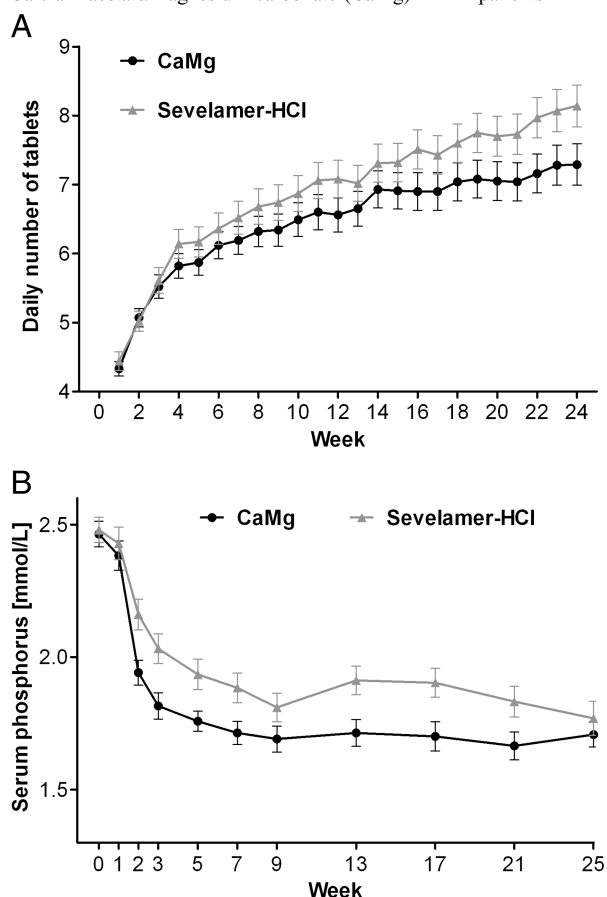 A
CaMg
Sevelamer-HCl
Daily number of tablets
9
8
7
6
5
4
0 2 4 6 8 10 12 14 16 18 20 22 24
Week
B
CaMg Sevelamer-HCl
Serum phosphorus [mmol/L]
2.5
2.0
1.5
0 1 2 3 5 7 9 13 17 21 25
Week